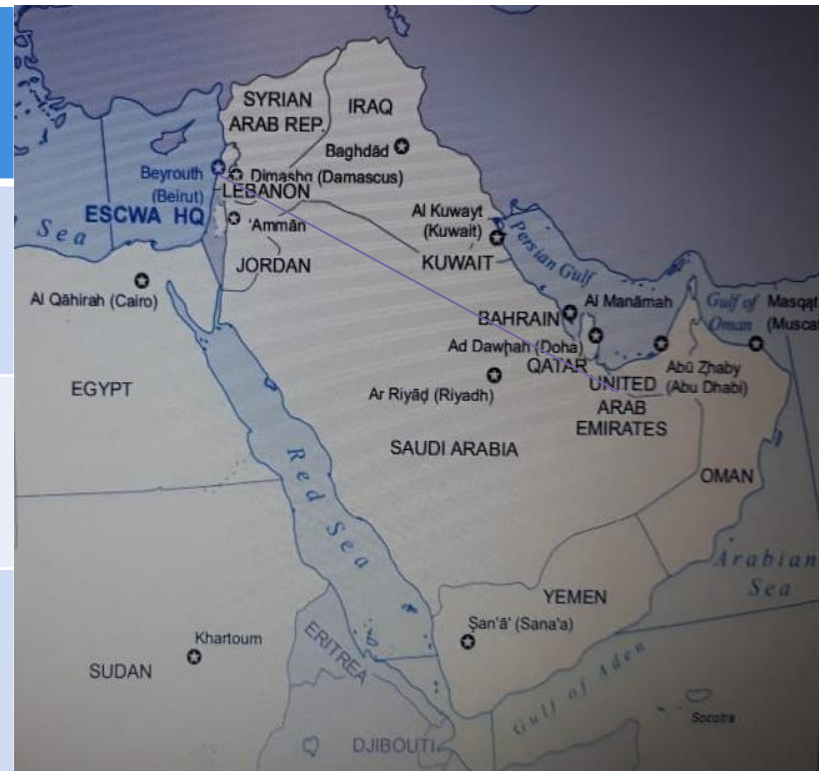 SYRIAN
ARAB REP.
IRAQ
Baghdād
Beyrouth
(Beirut)
Dimashq (Damascus)
LEBANON
ESCWA HQ
'Ammān
Sea
JORDAN
Al Kuwayt
(Kuwait)
KUWAIT
Persian Gulf
Al Qāhirah (Cairo)
BAHRAIN
Al Manāmah
Gulf of
Oman
Masqaṭ
(Muscat
Ad Dawḩah (Doha)
QATAR
Abū Z̧haby
(Abu Dhabi)
UNITED
ARAB
EMIRATES
EGYPT
Ar Riyāḑ (Riyadh)
SAUDI ARABIA
Red Sea
OMAN
Arabian
Sea
YEMEN
Şan'ā' (Sana'a)
Khartoum
SUDAN
ERITREA
Gulf of Aden
Socotra
DJIBOUTI